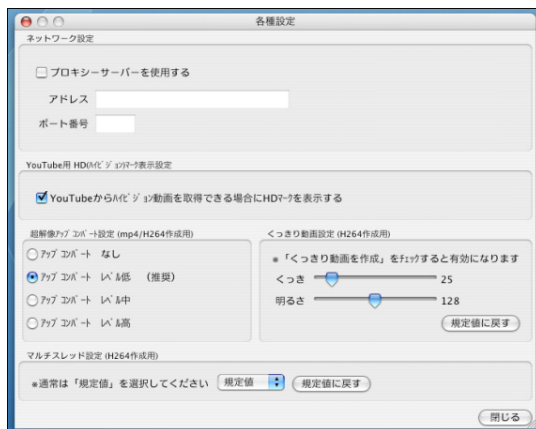 各種設定
ネットワーク設定
プロキシーサーバーを使用する
アドレス
ポート番号
YouTube用 HD(ﾊｲﾋﾞｼﾞｮﾝ)ﾏｰｸ表示設定
YouTubeからﾊｲﾋﾞｼﾞｮﾝ動画を取得できる場合にHDﾏｰｸを表示する
超解像ｱｯﾌﾟｺﾝﾊﾞｰﾄ設定 (mp4/H264作成用)
ｱｯﾌﾟｺﾝﾊﾞｰﾄ なし
ｱｯﾌﾟｺﾝﾊﾞｰﾄ ﾚﾍﾞﾙ低 (推奨)
ｱｯﾌﾟｺﾝﾊﾞｰﾄ ﾚﾍﾞﾙ中
ｱｯﾌﾟｺﾝﾊﾞｰﾄ ﾚﾍﾞﾙ高
くっきり動画設定 (H264作成用)
※「くっきり動画を作成」をﾁｪｯｸすると有効になります
くっき 25
明るさ 128
規定値に戻す
マルチスレッド設定 (H264作成用)
※通常は「規定値」を選択してください 規定値 規定値に戻す
閉じる